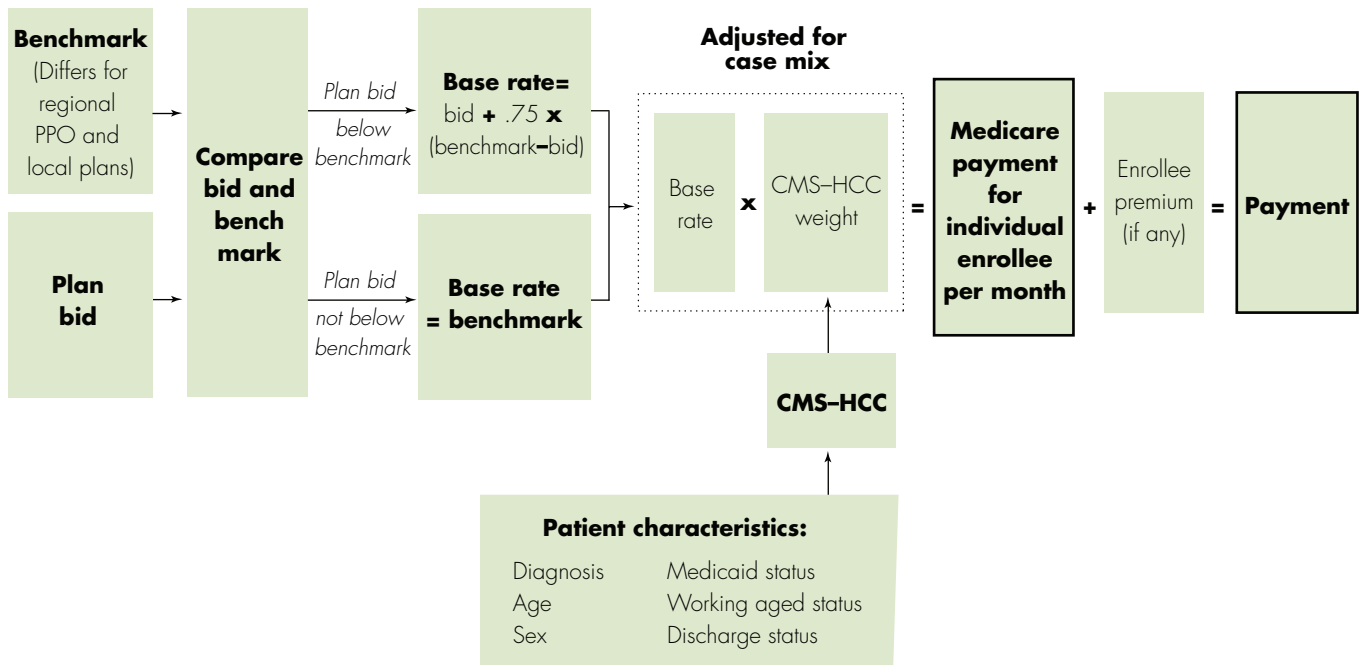 Benchmark
(Differs for
regional
PPO and
local plans)
Plan
bid
Compare
bid and
bench
mark
Plan bid
below
benchmark
Plan bid
not below
benchmark
Base rate=
bid + .75 x
(benchmark–bid)
Base rate
= benchmark
Adjusted for
case mix
Base
rate
x
CMS–HCC
weight
=
Medicare
payment
for
individual
enrollee
per month
+
Enrollee
premium
(if any)
=
Payment
CMS–HCC
Patient characteristics:
Diagnosis Medicaid status
Age Working aged status
Sex Discharge status